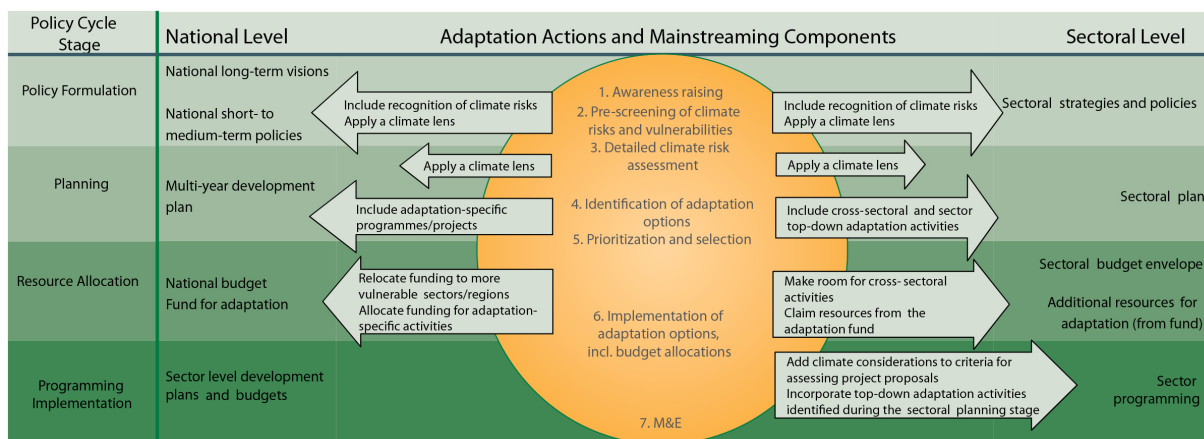 Policy Cycle
Stage
National Level
Adaptation Actions and Mainstreaming Components
Sectoral Level
Policy Formulation
National long-term visions
National short- to
medium-term policies
Include recognition of climate risks
Apply a climate lens
1. Awareness raising
2. Pre-screening of climate
risks and vulnerabilities
3. Detailed climate risk
assessment
Include recognition of climate risks
Apply a climate lens
Sectoral strategies and policies
Planning
Multi-year development
plan
Apply a climate lens
Include adaptation-specific
programmes/projects
4. Identification of adaptation
options
5. Prioritization and selection
Apply a climate lens
Include cross-sectoral and sector
top-down adaptation activities
Sectoral plan
Resource Allocation
National budget
Fund for adaptation
Relocate funding to more
vulnerable sectors/regions
Allocate funding for adaptation-
specific activities
6. Implementation of
adaptation options,
incl. budget allocations
Make room for cross-sectoral
activities
Claim resources from the
adaptation fund
Sectoral budget envelope
Additional resources for
adaptation (from fund)
Programming
Implementation
Sector level development
plans and budgets
7. M&E
Add climate considerations to criteria for
assessing project proposals
Incorporate top-down adaptation activities
identified during the sectoral planning stage
Sector
programming